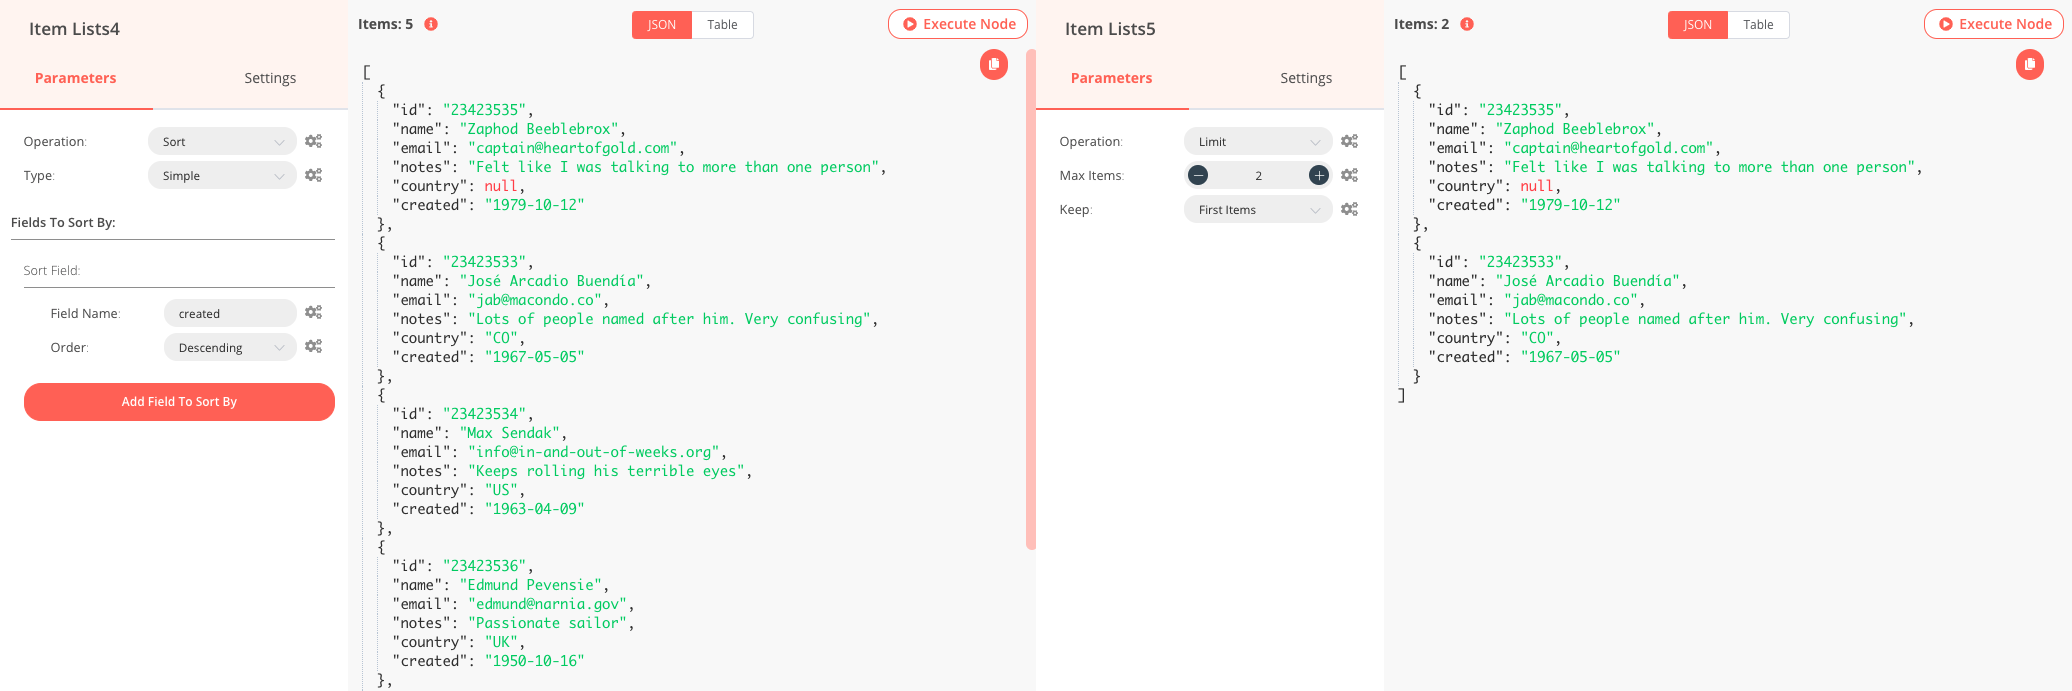 Item Lists4
Parameters
Settings
Operation:
Sort
Type:
Simple
Fields To Sort By:
Sort Field:
Field Name:
created
Order:
Descending
Add Field To Sort By
Items: 5
JSON
Table
Execute Node
[
{
"id": "23423535",
"name": "Zaphod Beeblebrox",
"email": "captain@heartofgold.com",
"notes": "Felt like I was talking to more than one person",
"country": null,
"created": "1979-10-12"
},
{
"id": "23423533",
"name": "José Arcadio Buendía",
"email": "jab@macondo.co",
"notes": "Lots of people named after him. Very confusing",
"country": "CO",
"created": "1967-05-05"
},
{
"id": "23423534",
"name": "Max Sendak",
"email": "info@in-and-out-of-weeks.org",
"notes": "Keeps rolling his terrible eyes",
"country": "US",
"created": "1963-04-09"
},
{
"id": "23423536",
"name": "Edmund Pevensie",
"email": "edmund@narnia.gov",
"notes": "Passionate sailor",
"country": "UK",
"created": "1950-10-16"
},
Item Lists5
Parameters
Settings
Operation:
Limit
Max Items:
2
Keep:
First Items
Items: 2
JSON
Table
Execute Node
[
{
"id": "23423535",
"name": "Zaphod Beeblebrox",
"email": "captain@heartofgold.com",
"notes": "Felt like I was talking to more than one person",
"country": null,
"created": "1979-10-12"
},
{
"id": "23423533",
"name": "José Arcadio Buendía",
"email": "jab@macondo.co",
"notes": "Lots of people named after him. Very confusing",
"country": "CO",
"created": "1967-05-05"
}
]